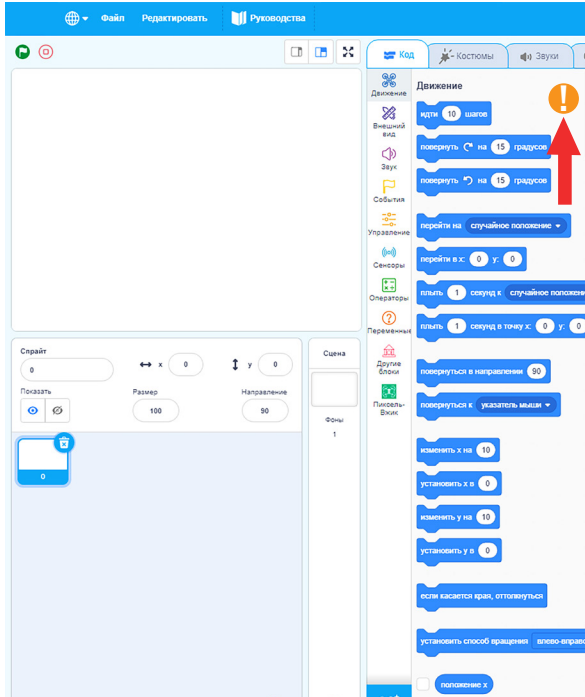 Файл Редактировать Руководства
Код Костюмы Звуки
Движение
Внешний вид
Звук
События
Управление
Сенсоры
Операторы
Переменные
Другие блоки
Пиксель-Вжик
Движение
!
идти 10 шагов
повернуть на 15 градусов
повернуть на 15 градусов
перейти на случайное положение
перейти в x: 0 y: 0
плыть 1 секунд к случайное положени
плыть 1 секунд в точку x: 0 y: 0
повернуться в направлении 90
повернуться к указатель мыши
изменить x на 10
установить x в 0
изменить y на 10
установить y в 0
если касается края, оттолкнуться
установить способ вращения влево-вправо
положение x
Спрайт
0
x 0 y 0
Показать Размер Направление
100 90
0
Сцена
Фоны
1